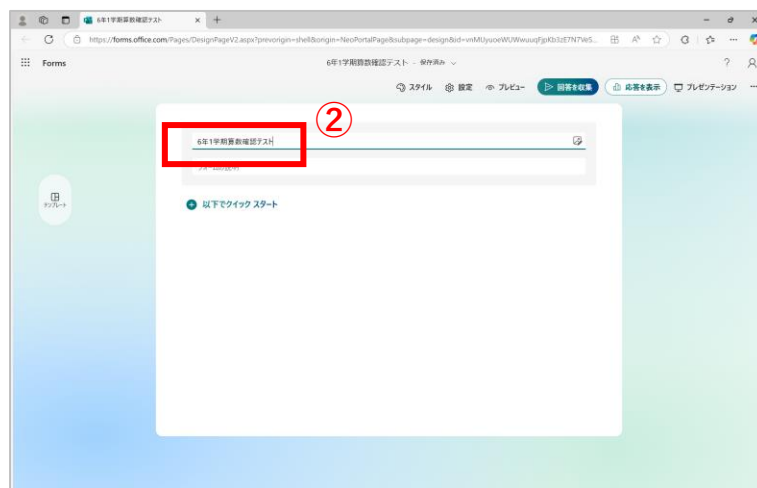 6年1学期算数確認テスト
https://forms.office.com/Pages/DesignPageV2.aspx?prevorigin=shell&origin=NeoPortalPage&subpage=design&id=
Forms
6年1学期算数確認テスト - 保存済み
スタイル 設定 プレビュー 回答を収集 応答を表示 プレゼンテーション
②
6年1学期算数確認テスト
テンプレート
以下でクイック スタート